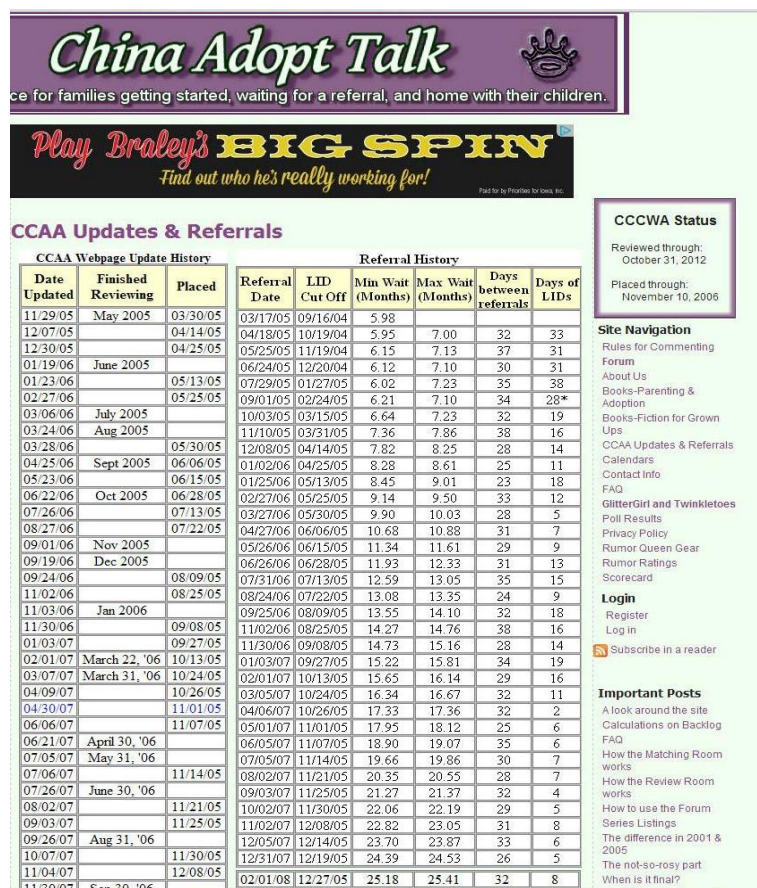 China Adopt Talk
ce for families getting started, waiting for a referral, and home with their children.
Play Braley's BIG SPIN
Find out who he's really working for!
Paid for by Priorities for Iowa, Inc.
CCAA Updates & Referrals
CCAA Webpage Update History
Date Updated Finished Reviewing Placed
11/29/05 May 2005 03/30/05
12/07/05 04/14/05
12/30/05 04/25/05
01/19/06 June 2005
01/23/06 05/13/05
02/27/06 05/25/05
03/06/06 July 2005
03/24/06 Aug 2005
03/28/06 05/30/05
04/25/06 Sept 2005 06/06/05
05/23/06 06/15/05
06/22/06 Oct 2005 06/28/05
07/26/06 07/13/05
08/27/06 07/22/05
09/01/06 Nov 2005
09/19/06 Dec 2005
09/24/06 08/09/05
11/02/06 08/25/05
11/03/06 Jan 2006
11/30/06 09/08/05
01/03/07 09/27/05
02/01/07 March 22, '06 10/13/05
03/07/07 March 31, '06 10/24/05
04/09/07 10/26/05
04/30/07 11/01/05
06/06/07 11/07/05
06/21/07 April 30, '06
07/05/07 May 31, '06
07/06/07 11/14/05
07/26/07 June 30, '06
08/02/07 11/21/05
09/03/07 11/25/05
09/26/07 Aug 31, '06
10/07/07 11/30/05
11/04/07 12/08/05
11/30/07 Sep 30, '06
Referral History
Referral Date LID Cut Off Min Wait (Months) Max Wait (Months) Days between referrals Days of LIDs
03/17/05 09/16/04 5.98
04/18/05 10/19/04 5.95 7.00 32 33
05/25/05 11/19/04 6.15 7.13 37 31
06/24/05 12/20/04 6.12 7.10 30 31
07/29/05 01/27/05 6.02 7.23 35 38
09/01/05 02/24/05 6.21 7.10 34 28*
10/03/05 03/15/05 6.64 7.23 32 19
11/10/05 03/31/05 7.36 7.86 38 16
12/08/05 04/14/05 7.82 8.25 28 14
01/02/06 04/25/05 8.28 8.61 25 11
01/25/06 05/13/05 8.45 9.01 23 18
02/27/06 05/25/05 9.14 9.50 33 12
03/27/06 05/30/05 9.90 10.03 28 5
04/27/06 06/06/05 10.68 10.88 31 7
05/26/06 06/15/05 11.34 11.61 29 9
06/26/06 06/28/05 11.93 12.33 31 13
07/31/06 07/13/05 12.59 13.05 35 15
08/24/06 07/22/05 13.08 13.35 24 9
09/25/06 08/09/05 13.55 14.10 32 18
11/02/06 08/25/05 14.27 14.76 38 16
11/30/06 09/08/05 14.73 15.16 28 14
01/03/07 09/27/05 15.22 15.81 34 19
02/01/07 10/13/05 15.65 16.14 29 16
03/05/07 10/24/05 16.34 16.67 32 11
04/06/07 10/26/05 17.33 17.36 32 2
05/01/07 11/01/05 17.95 18.12 25 6
06/05/07 11/07/05 18.90 19.07 35 6
07/05/07 11/14/05 19.66 19.86 30 7
08/02/07 11/21/05 20.35 20.55 28 7
09/03/07 11/25/05 21.27 21.37 32 4
10/02/07 11/30/05 22.06 22.19 29 5
11/02/07 12/08/05 22.82 23.05 31 8
12/05/07 12/14/05 23.70 23.87 33 6
12/31/07 12/19/05 24.39 24.53 26 5
02/01/08 12/27/05 25.18 25.41 32 8
CCCWA Status
Reviewed through:
October 31, 2012
Placed through:
November 10, 2006
Site Navigation
Rules for Commenting
Forum
About Us
Books-Parenting &
Adoption
Books-Fiction for Grown
Ups
CCAA Updates & Referrals
Calendars
Contact Info
FAQ
GlitterGirl and Twinkletoes
Poll Results
Privacy Policy
Rumor Queen Gear
Rumor Ratings
Scorecard
Login
Register
Log in
Subscribe in a reader
Important Posts
A look around the site
Calculations on Backlog
FAQ
How the Matching Room
works
How the Review Room
works
How to use the Forum
Series Listings
The difference in 2001 &
2005
The not-so-rosy part
When is it final?